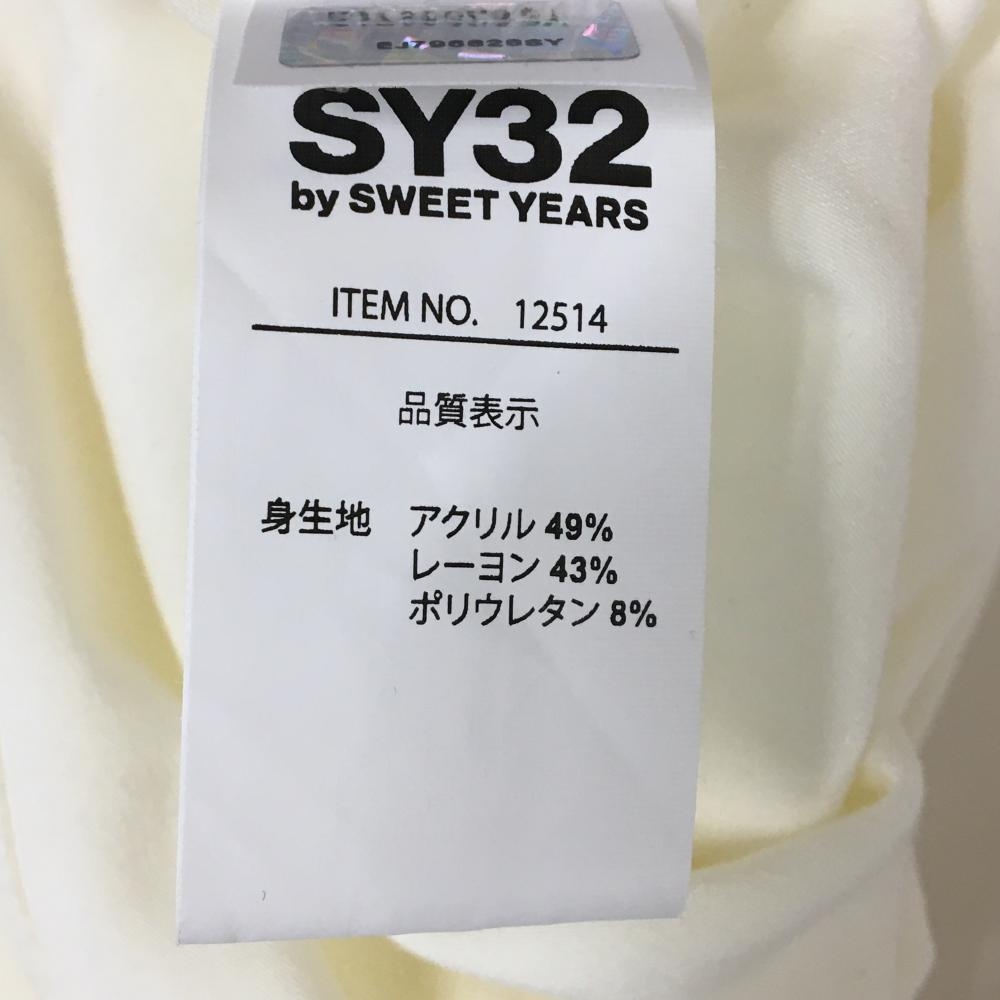 SY32
by SWEET YEARS
ITEM NO. 12514
品質表示
身生地 アクリル 49%
レーヨン 43%
ポリウレタン 8%